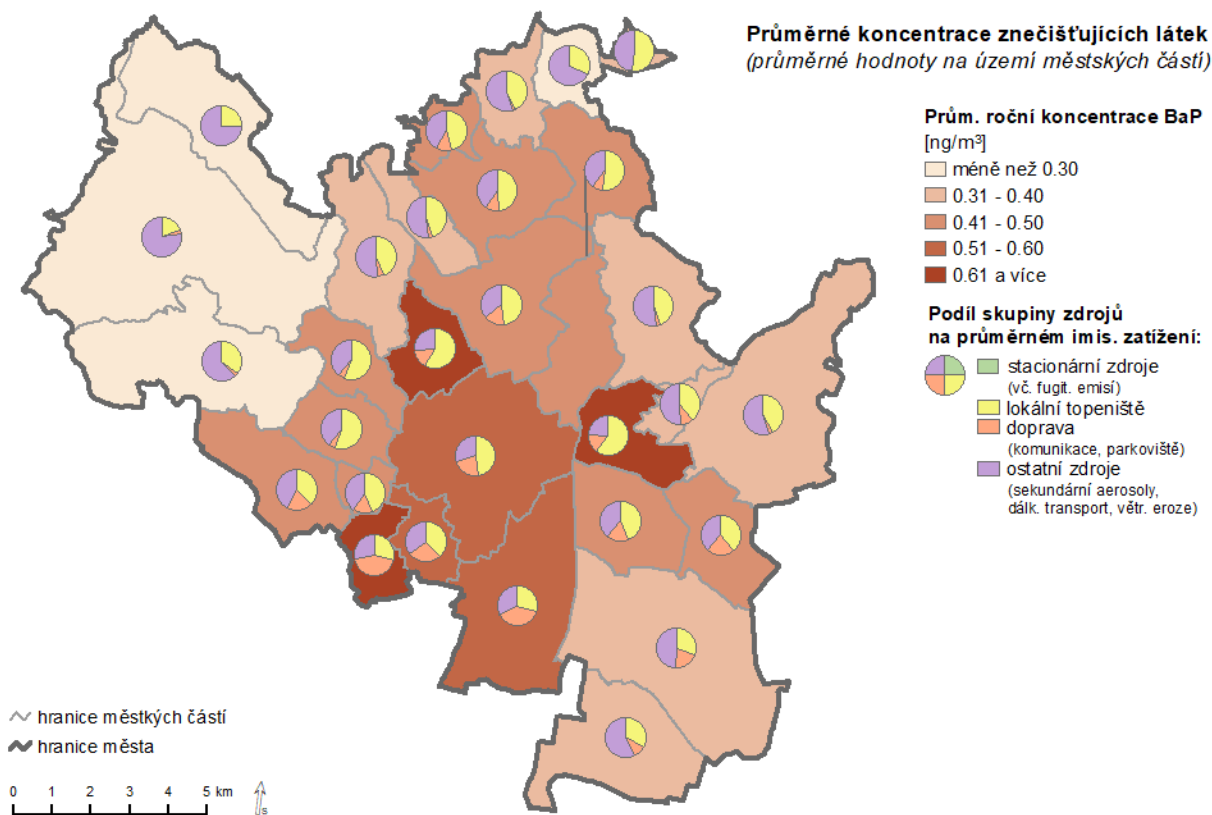 Průměrné koncentrace znečišťujících látek
(průměrné hodnoty na území městských částí)
Prům. roční koncentrace BaP
[ng/m³]
méně než 0.30
0.31 - 0.40
0.41 - 0.50
0.51 - 0.60
0.61 a více
Podíl skupiny zdrojů
na průměrném imis. zatížení:
stacionární zdroje
(vč. fugit. emisí)
lokální topeniště
doprava
(komunikace, parkoviště)
ostatní zdroje
(sekundární aerosoly,
dálk. transport, větr. eroze)
hranice městkých částí
hranice města
0 1 2 3 4 5 km
s